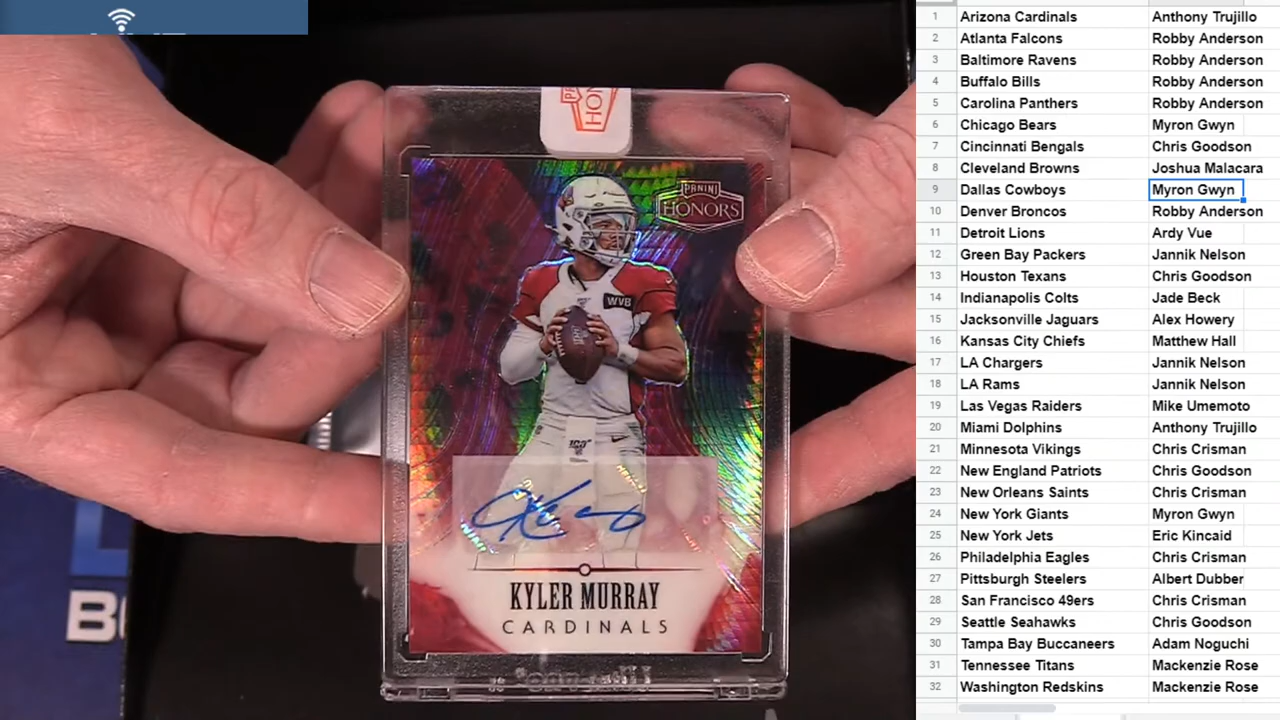 PANINI
HONORS
WVB
KYLER MURRAY
CARDINALS
1 Arizona Cardinals Anthony Trujillo
2 Atlanta Falcons Robby Anderson
3 Baltimore Ravens Robby Anderson
4 Buffalo Bills Robby Anderson
5 Carolina Panthers Robby Anderson
6 Chicago Bears Myron Gwyn
7 Cincinnati Bengals Chris Goodson
8 Cleveland Browns Joshua Malacara
9 Dallas Cowboys Myron Gwyn
10 Denver Broncos Robby Anderson
11 Detroit Lions Ardy Vue
12 Green Bay Packers Jannik Nelson
13 Houston Texans Chris Goodson
14 Indianapolis Colts Jade Beck
15 Jacksonville Jaguars Alex Howery
16 Kansas City Chiefs Matthew Hall
17 LA Chargers Jannik Nelson
18 LA Rams Jannik Nelson
19 Las Vegas Raiders Mike Umemoto
20 Miami Dolphins Anthony Trujillo
21 Minnesota Vikings Chris Crisman
22 New England Patriots Chris Goodson
23 New Orleans Saints Chris Crisman
24 New York Giants Myron Gwyn
25 New York Jets Eric Kincaid
26 Philadelphia Eagles Chris Crisman
27 Pittsburgh Steelers Albert Dubber
28 San Francisco 49ers Chris Crisman
29 Seattle Seahawks Chris Goodson
30 Tampa Bay Buccaneers Adam Noguchi
31 Tennessee Titans Mackenzie Rose
32 Washington Redskins Mackenzie Rose